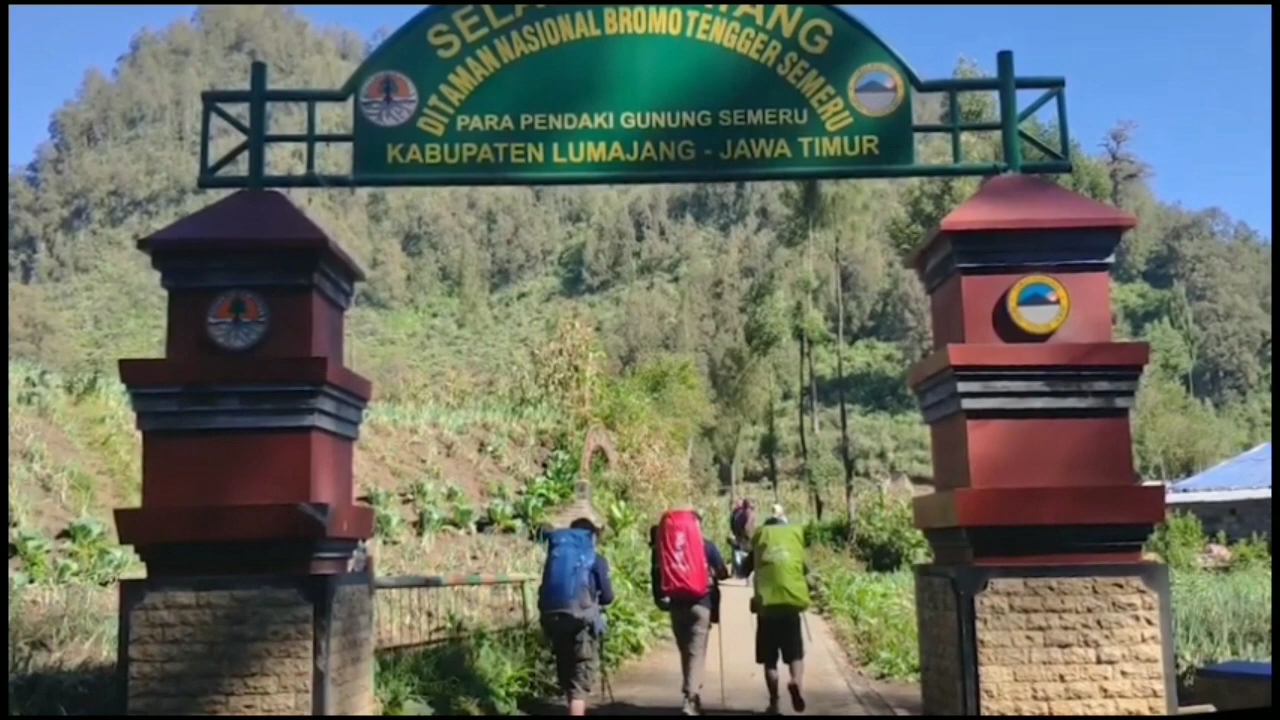 DITAMAN NASIONAL BROMO TENGGER SEMERU
PARA PENDAKI GUNUNG SEMERU
KABUPATEN LUMAJANG - JAWA TIMUR